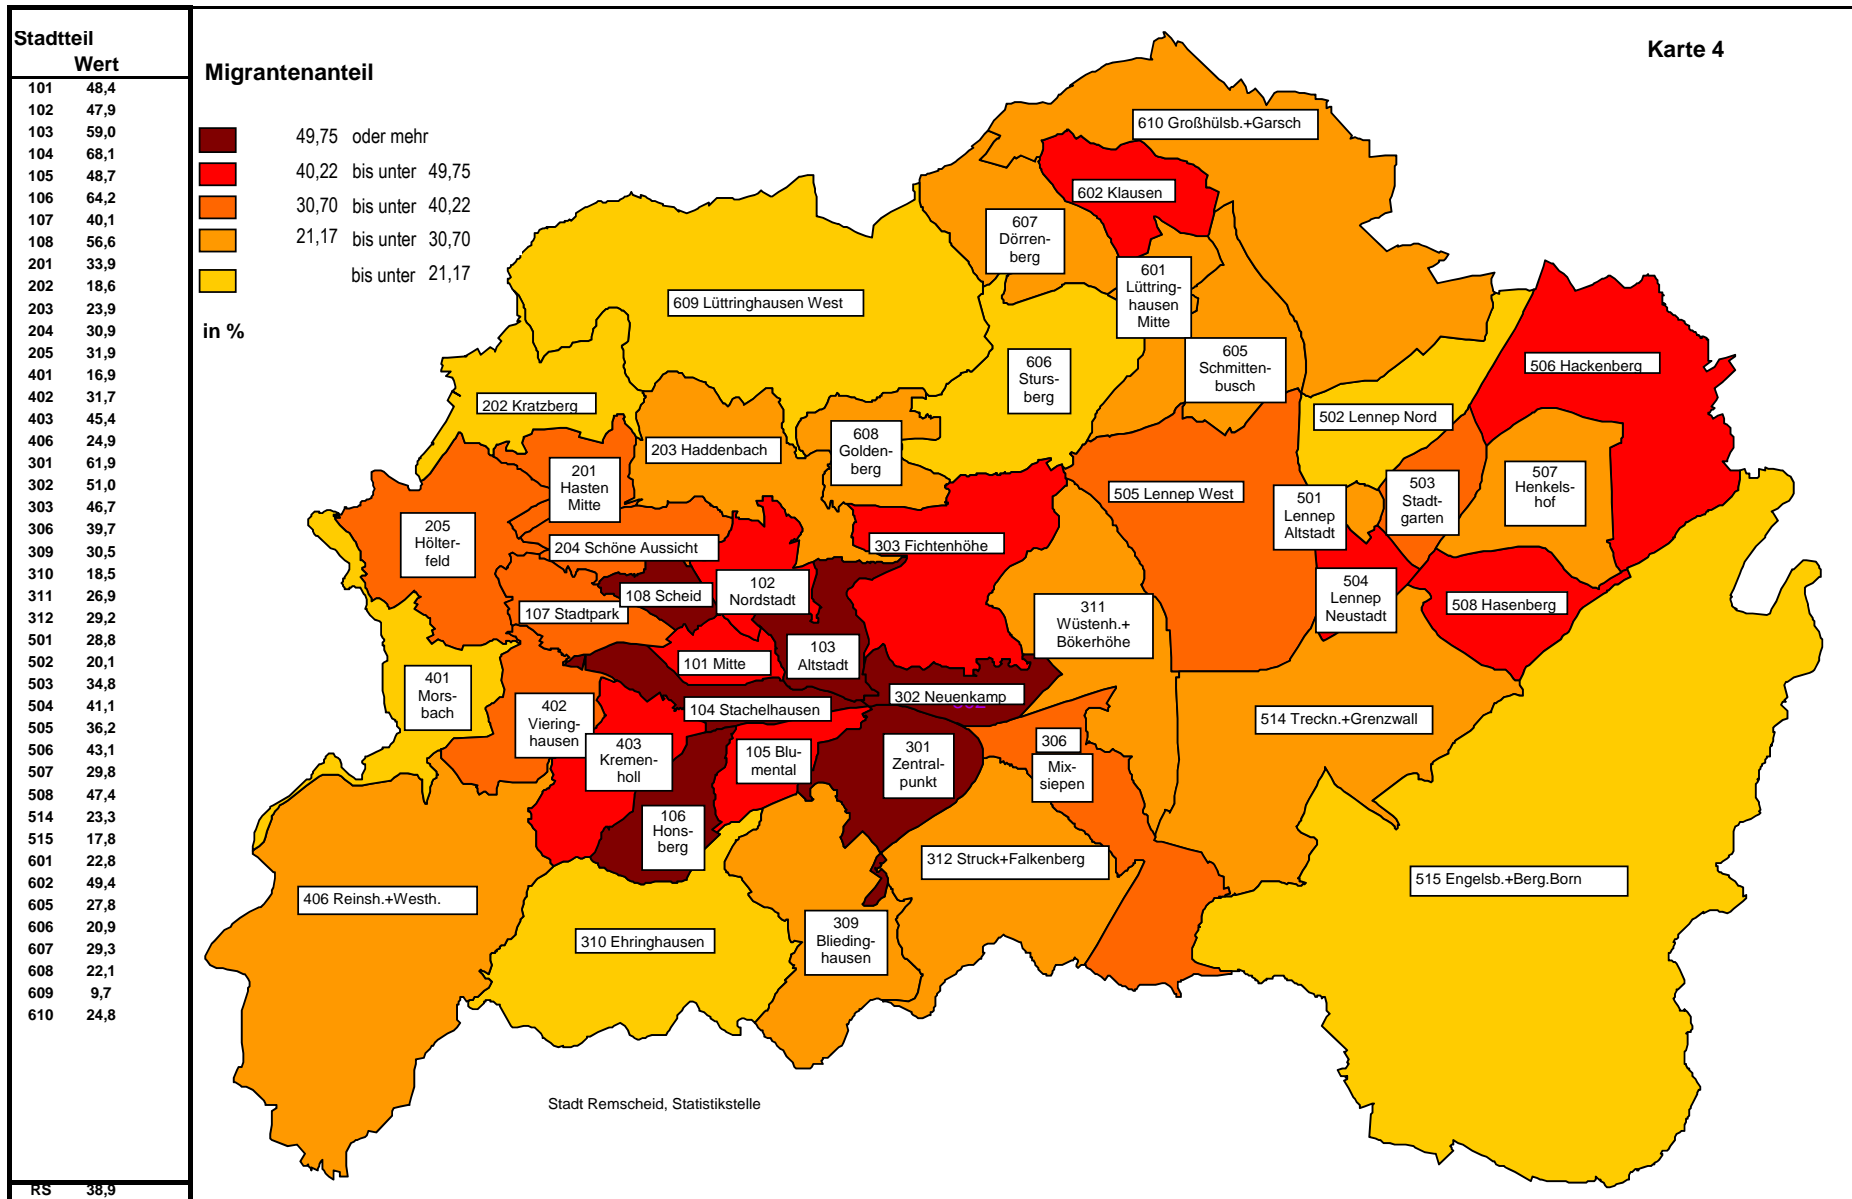 Stadtteil
Wert
101 48,4
102 47,9
103 59,0
104 68,1
105 48,7
106 64,2
107 40,1
108 56,6
201 33,9
202 18,6
203 23,9
204 30,9
205 31,9
401 16,9
402 31,7
403 45,4
406 24,9
301 61,9
302 51,0
303 46,7
306 39,7
309 30,5
310 18,5
311 26,9
312 29,2
501 28,8
502 20,1
503 34,8
504 41,1
505 36,2
506 43,1
507 29,8
508 47,4
514 23,3
515 17,8
601 22,8
602 49,4
605 27,8
606 20,9
607 29,3
608 22,1
609 9,7
610 24,8
RS 38,9
Migrantenanteil
49,75 oder mehr
40,22 bis unter 49,75
30,70 bis unter 40,22
21,17 bis unter 30,70
bis unter 21,17
in %
Karte 4
610 Großhülsb.+Garsch
602 Klausen
607
Dörren-
berg
601
Lüttring-
hausen
Mitte
609 Lüttringhausen West
605
Schmitten-
busch
606
Sturs-
berg
506 Hackenberg
202 Kratzberg
502 Lennep Nord
203 Haddenbach
608
Golden-
berg
201
Hasten
Mitte
505 Lennep West
501
Lennep
Altstadt
503
Stadt-
garten
507
Henkels-
hof
205
Hölter-
feld
204 Schöne Aussicht
303 Fichtenhöhe
102
Nordstadt
108 Scheid
107 Stadtpark
504
Lennep
Neustadt
508 Hasenberg
311
Wüstenh.+
Bökerhöhe
103
Altstadt
101 Mitte
401
Mors-
bach
302 Neuenkamp
402
Viering-
hausen
104 Stachelhausen
514 Treckn.+Grenzwall
403
Kremen-
holl
105 Blu-
mental
301
Zentral-
punkt
306
Mix-
siepen
106
Hons-
berg
312 Struck+Falkenberg
515 Engelsb.+Berg.Born
406 Reinsh.+Westh.
310 Ehringhausen
309
Blieding-
hausen
Stadt Remscheid, Statistikstelle